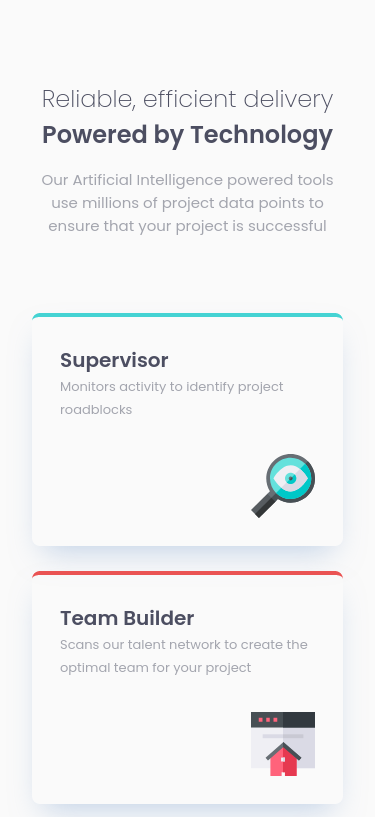 Reliable, efficient delivery
Powered by Technology
Our Artificial Intelligence powered tools
use millions of project data points to
ensure that your project is successful
Supervisor
Monitors activity to identify project
roadblocks
Team Builder
Scans our talent network to create the
optimal team for your project